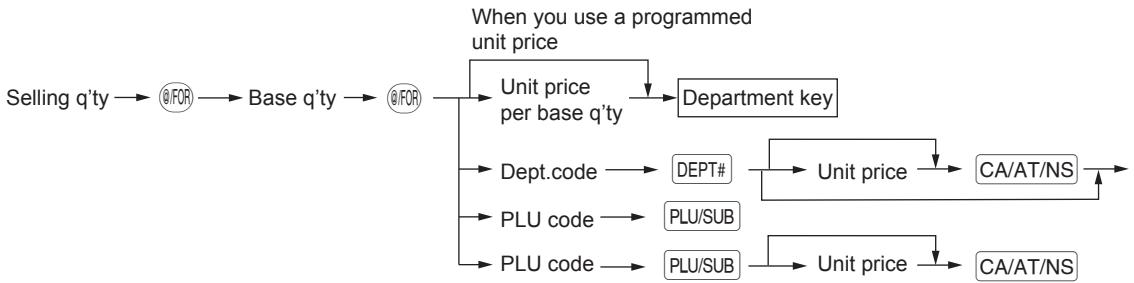 When you use a programmed
unit price
Selling q'ty @/FOR Base q'ty @/FOR Unit price
per base q'ty Department key
Dept.code DEPT# Unit price CA/AT/NS
PLU code PLU/SUB
PLU code PLU/SUB Unit price CA/AT/NS